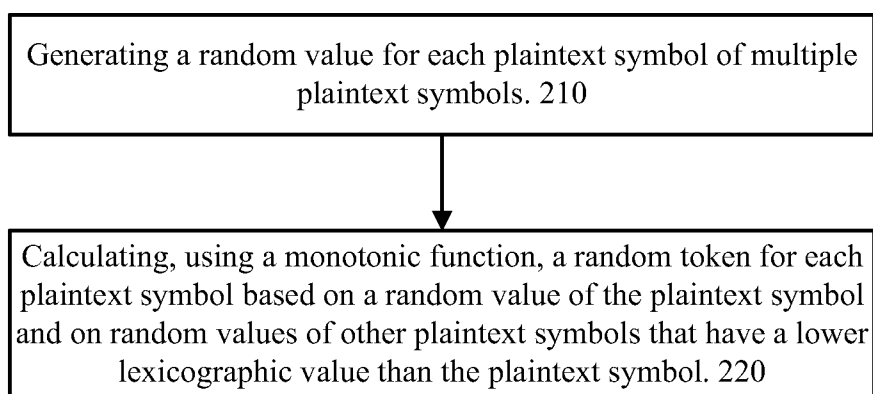 Generating a random value for each plaintext symbol of multiple
plaintext symbols. 210
Calculating, using a monotonic function, a random token for each
plaintext symbol based on a random value of the plaintext symbol
and on random values of other plaintext symbols that have a lower
lexicographic value than the plaintext symbol. 220